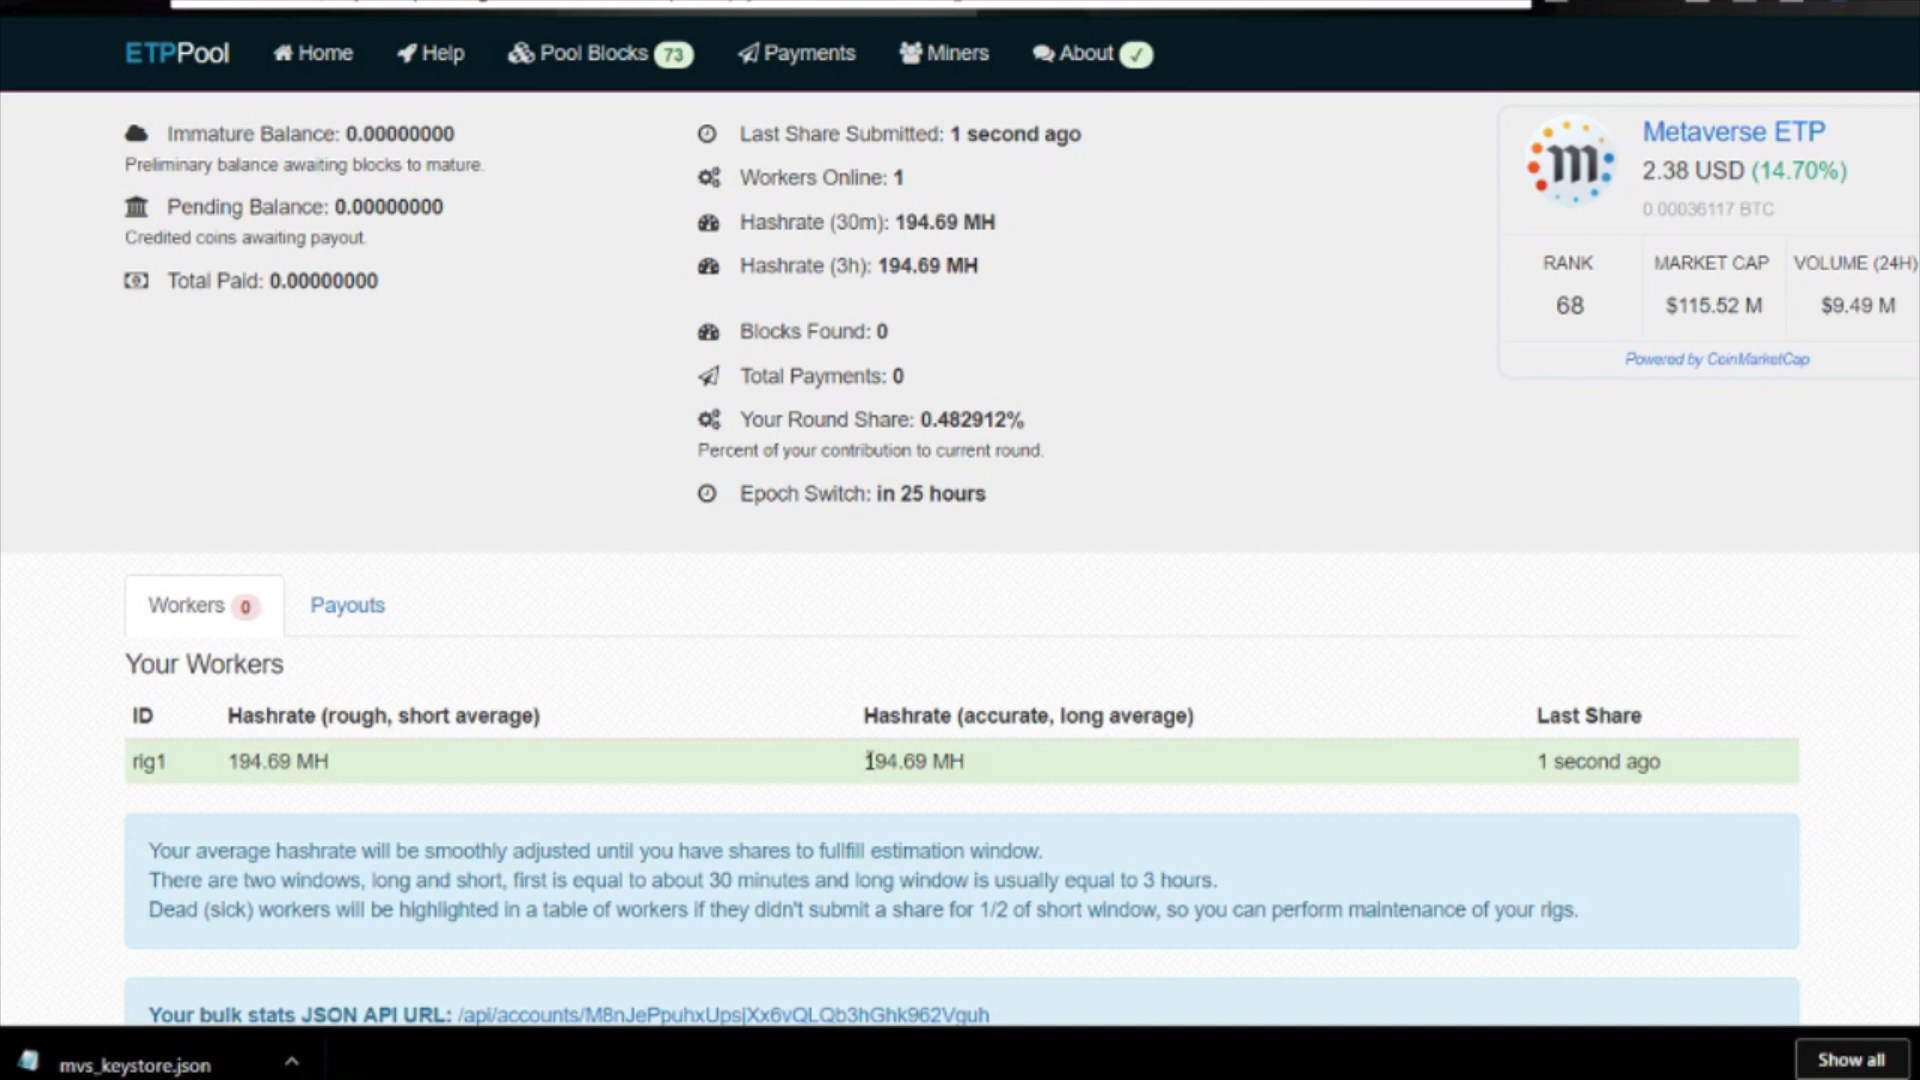 ETPPool Home Help Pool Blocks 73 Payments Miners About
Immature Balance: 0.00000000
Preliminary balance awaiting blocks to mature.
Pending Balance: 0.00000000
Credited coins awaiting payout.
Total Paid: 0.00000000
Last Share Submitted: 1 second ago
Workers Online: 1
Hashrate (30m): 194.69 MH
Hashrate (3h): 194.69 MH
Blocks Found: 0
Total Payments: 0
Your Round Share: 0.482912%
Percent of your contribution to current round.
Epoch Switch: in 25 hours
m
Metaverse ETP
2.38 USD (14.70%)
0.00036117 BTC
RANK MARKET CAP VOLUME (24H)
68 $115.52 M $9.49 M
Powered by CoinMarketCap
Workers 0 Payouts
Your Workers
ID Hashrate (rough, short average) Hashrate (accurate, long average) Last Share
rig1 194.69 MH 194.69 MH 1 second ago
Your average hashrate will be smoothly adjusted until you have shares to fullfill estimation window.
There are two windows, long and short, first is equal to about 30 minutes and long window is usually equal to 3 hours.
Dead (sick) workers will be highlighted in a table of workers if they didn't submit a share for 1/2 of short window, so you can perform maintenance of your rigs.
Your bulk stats JSON API URL: /api/accounts/M8nJePpuhxUpsjXx6vQLQb3hGhk962Vguh
mvs_keystore.json
Show all